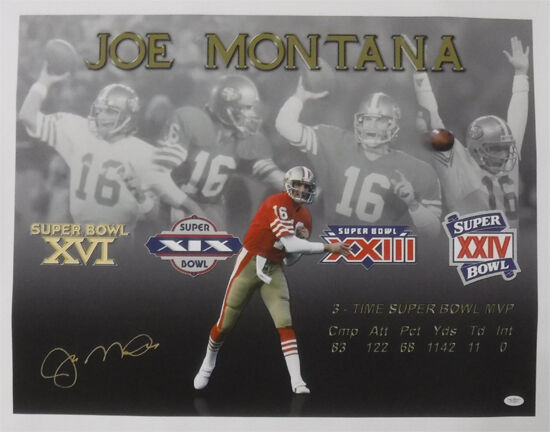 JOE MONTANA
16
16
16
16
16
SUPER BOWL
XVI
SUPER
XIX
BOWL
SUPER BOWL
XXIII
SUPER
XXIV
BOWL
3 - TIME SUPER BOWL MVP
Cmp Att Pct Yds Td Int
83 122 68 1142 11 0